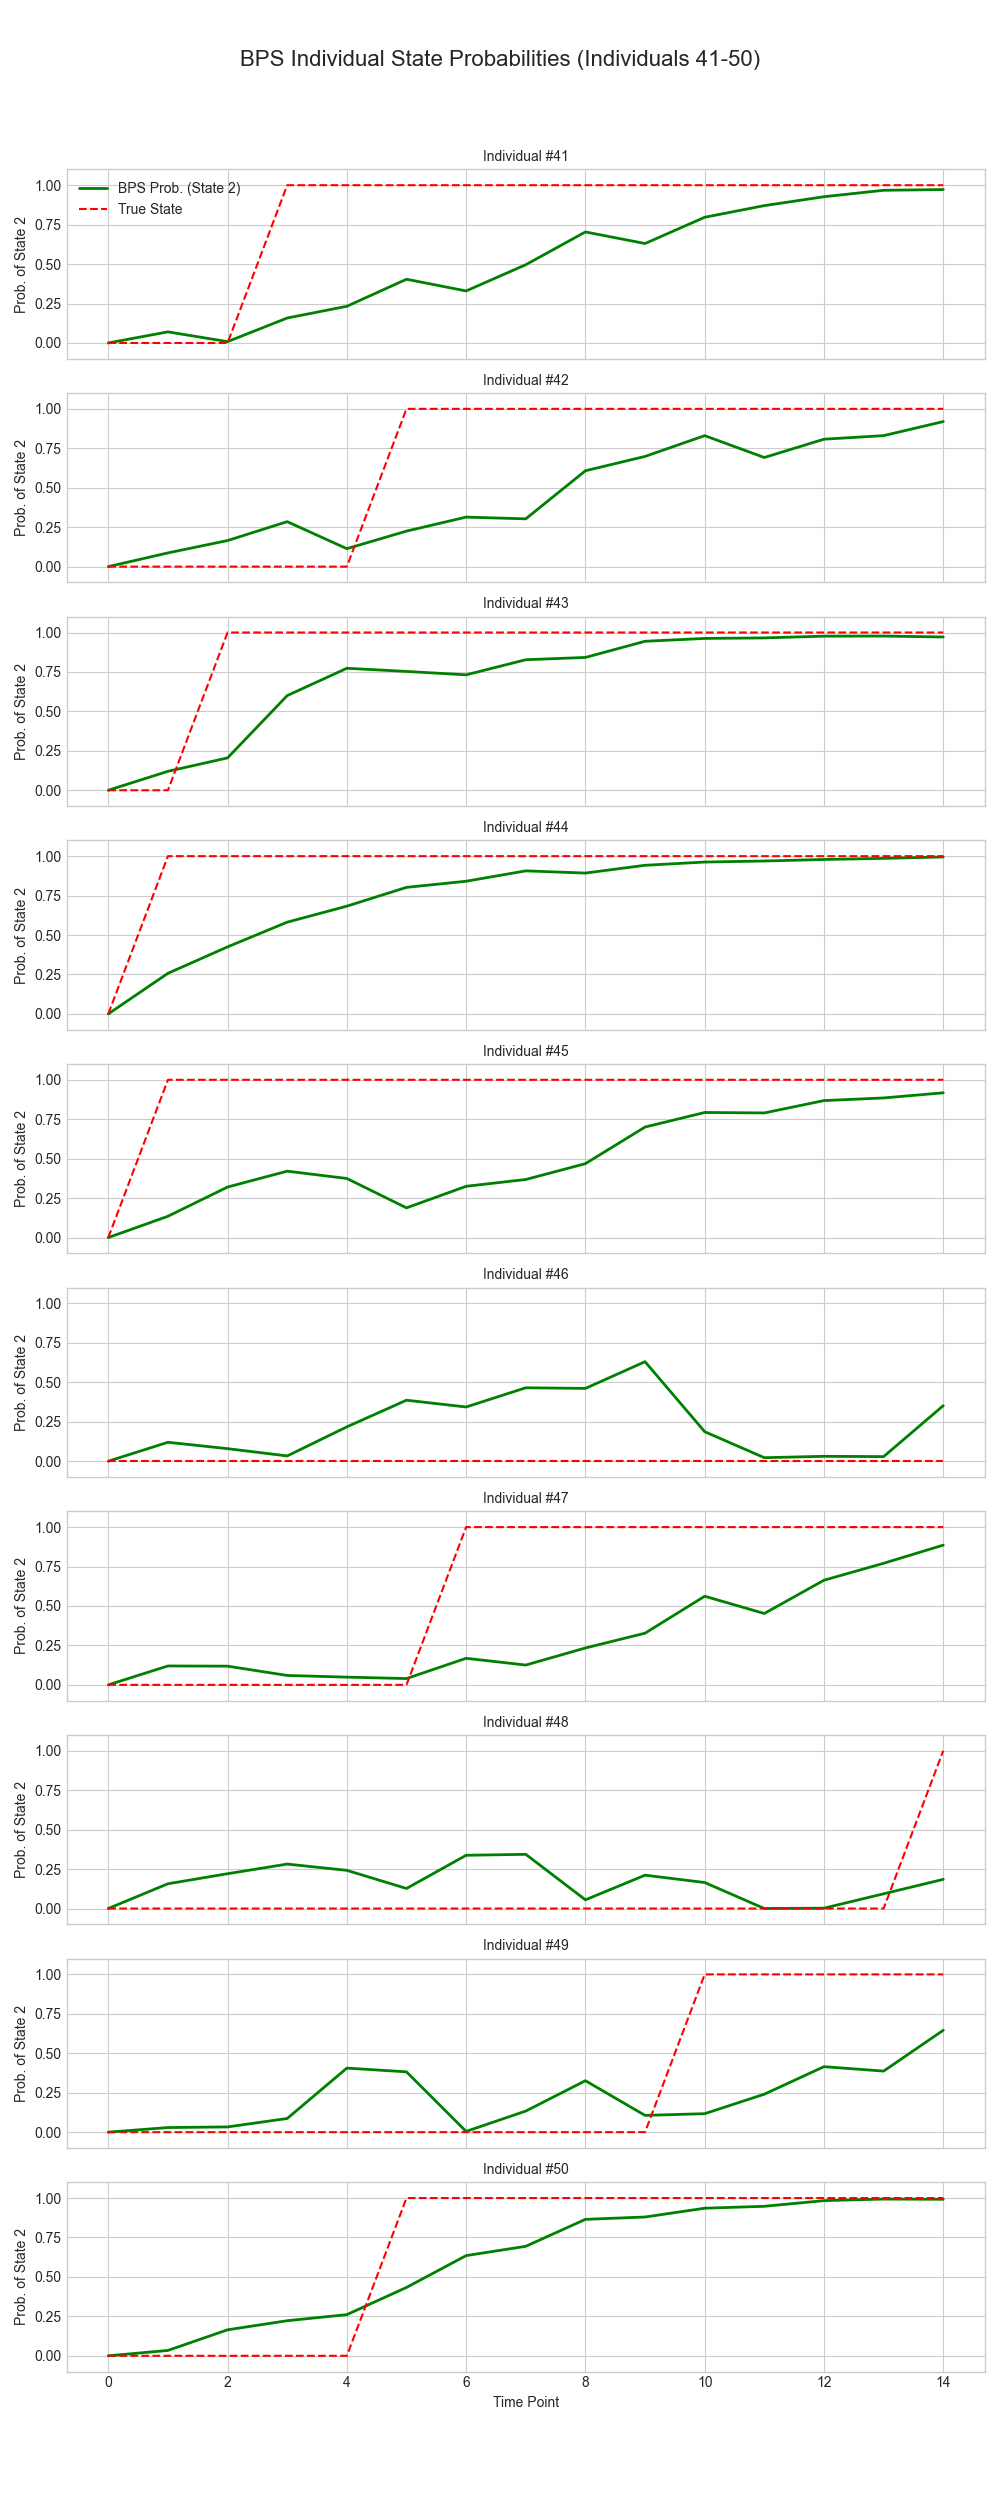 BPS Individual State Probabilities (Individuals 41-50)
Individual #41
BPS Prob. (State 2)
True State
1.00
0.75
0.50
0.25
0.00
Prob. of State 2
Individual #42
1.00
0.75
0.50
0.25
0.00
Prob. of State 2
Individual #43
1.00
0.75
0.50
0.25
0.00
Prob. of State 2
Individual #44
1.00
0.75
0.50
0.25
0.00
Prob. of State 2
Individual #45
1.00
0.75
0.50
0.25
0.00
Prob. of State 2
Individual #46
1.00
0.75
0.50
0.25
0.00
Prob. of State 2
Individual #47
1.00
0.75
0.50
0.25
0.00
Prob. of State 2
Individual #48
1.00
0.75
0.50
0.25
0.00
Prob. of State 2
Individual #49
1.00
0.75
0.50
0.25
0.00
Prob. of State 2
Individual #50
1.00
0.75
0.50
0.25
0.00
Prob. of State 2
0 2 4 6 8 10 12 14
Time Point